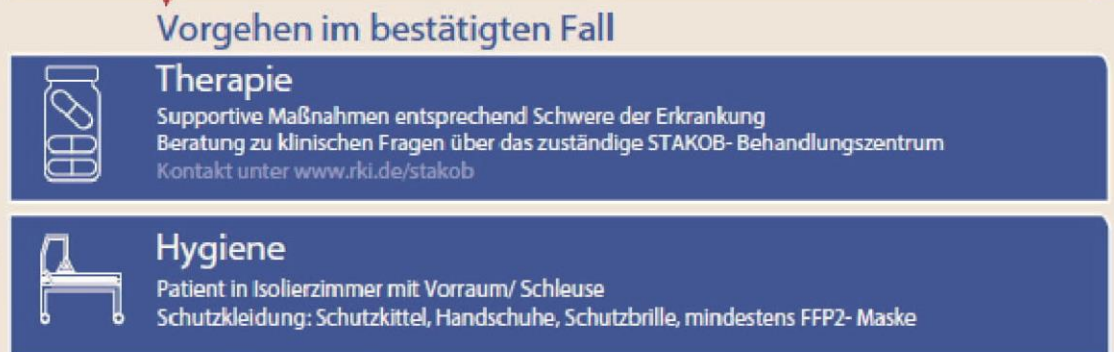 Vorgehen im bestätigten Fall
Therapie
Supportive Maßnahmen entsprechend Schwere der Erkrankung
Beratung zu klinischen Fragen über das zuständige STAKOB- Behandlungszentrum
Kontakt unter www.rki.de/stakob
Hygiene
Patient in Isolierzimmer mit Vorraum/ Schleuse
Schutzkleidung: Schutzkittel, Handschuhe, Schutzbrille, mindestens FFP2- Maske